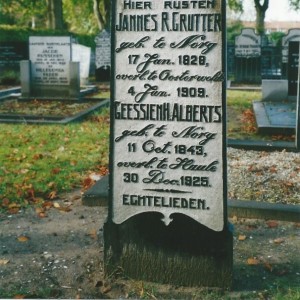 HIER RUSTEN
JANNES R. GRUTTER
geb. te Norg
17 Jan. 1828,
overl. te Oosterwolde
4 Jan. 1909.
GEESSIEN H. ALBERTS
geb. te Norg
11 Oct. 1843,
overl. te Haule
30 Dec. 1925.
ECHTELIEDEN.